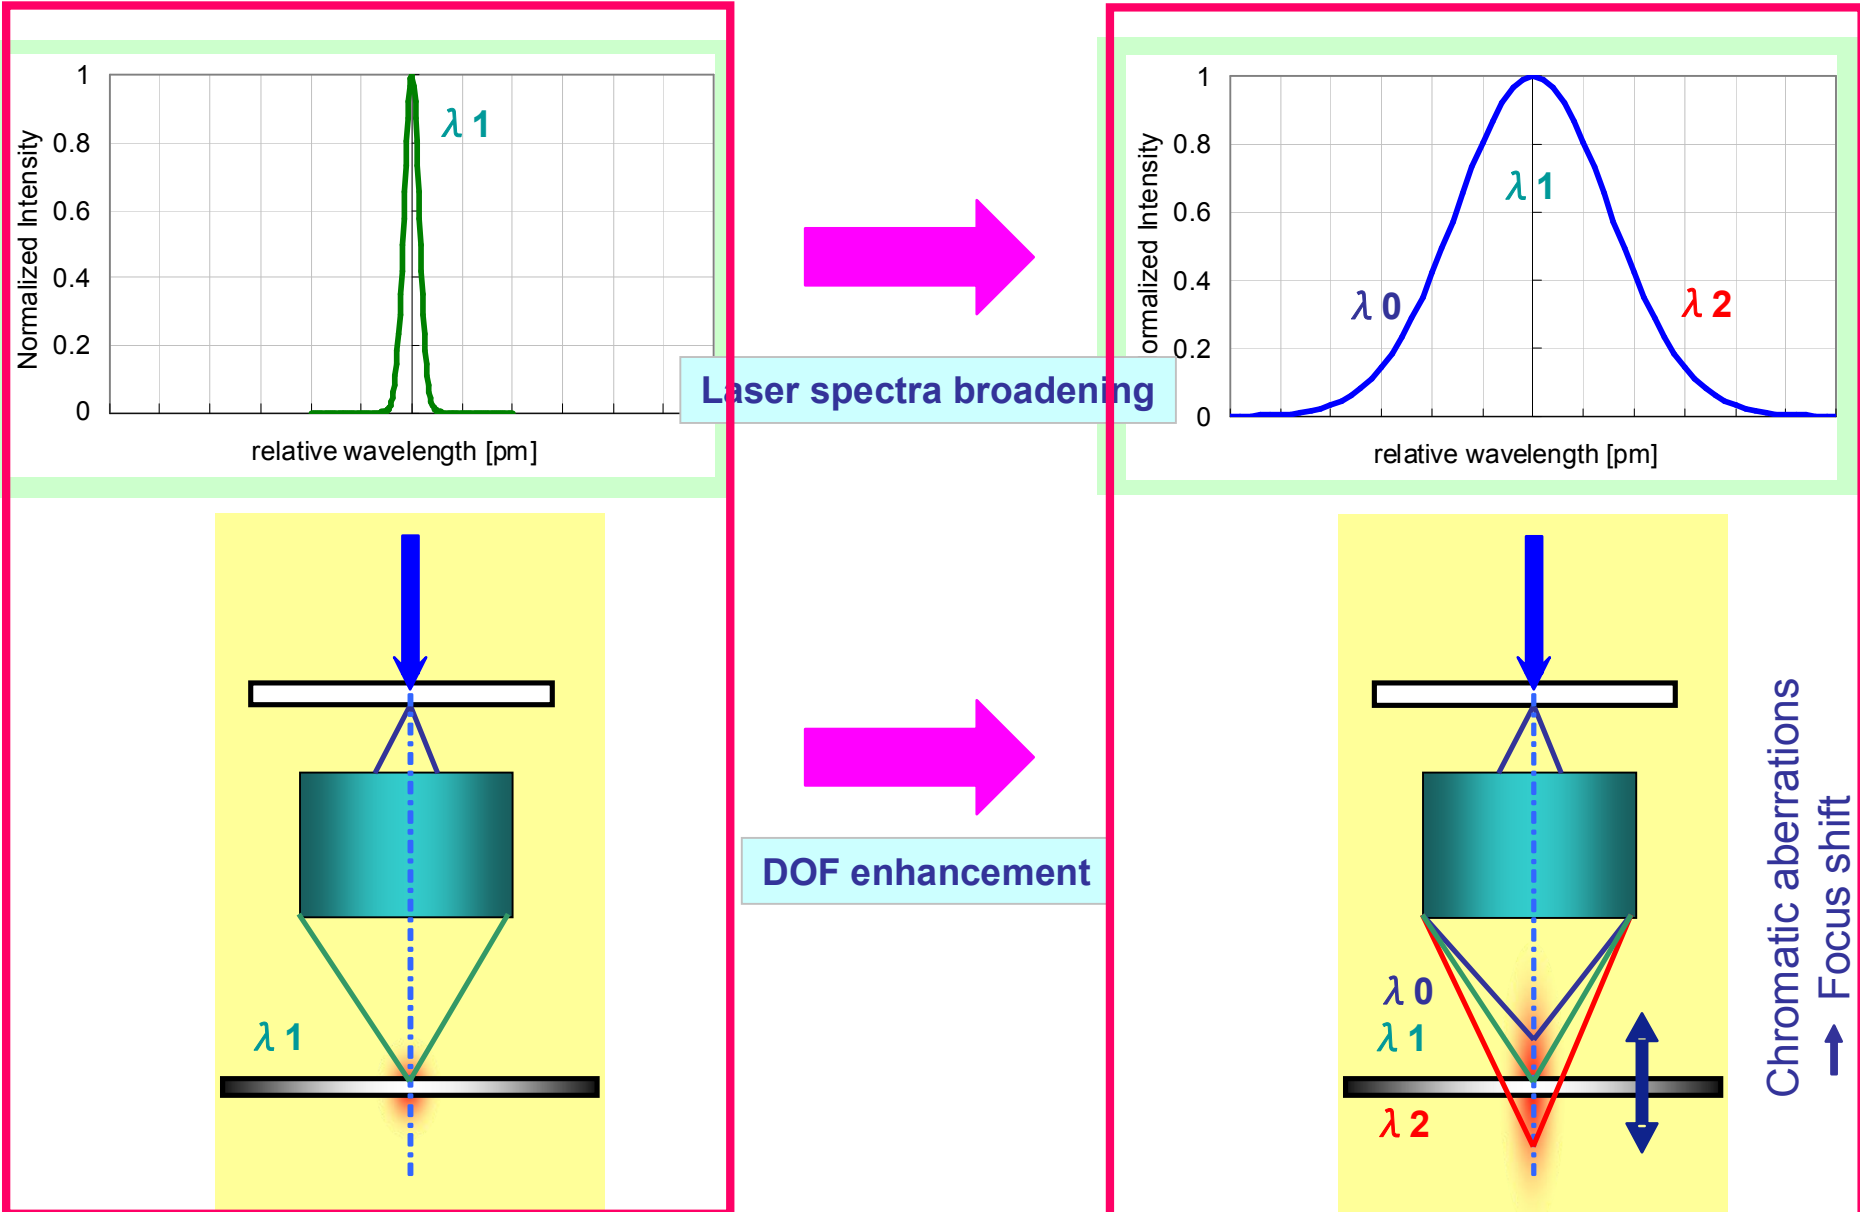 1
0.8
0.6
0.4
0.2
0
Normalized Intensity
λ 1
relative wavelength [pm]
Laser spectra broadening
1
0.8
0.6
0.4
0.2
0
ormalized Intensity
λ 1
λ 0
λ 2
relative wavelength [pm]
λ 1
DOF enhancement
λ 0
λ 1
λ 2
Chromatic aberrations
→ Focus shift